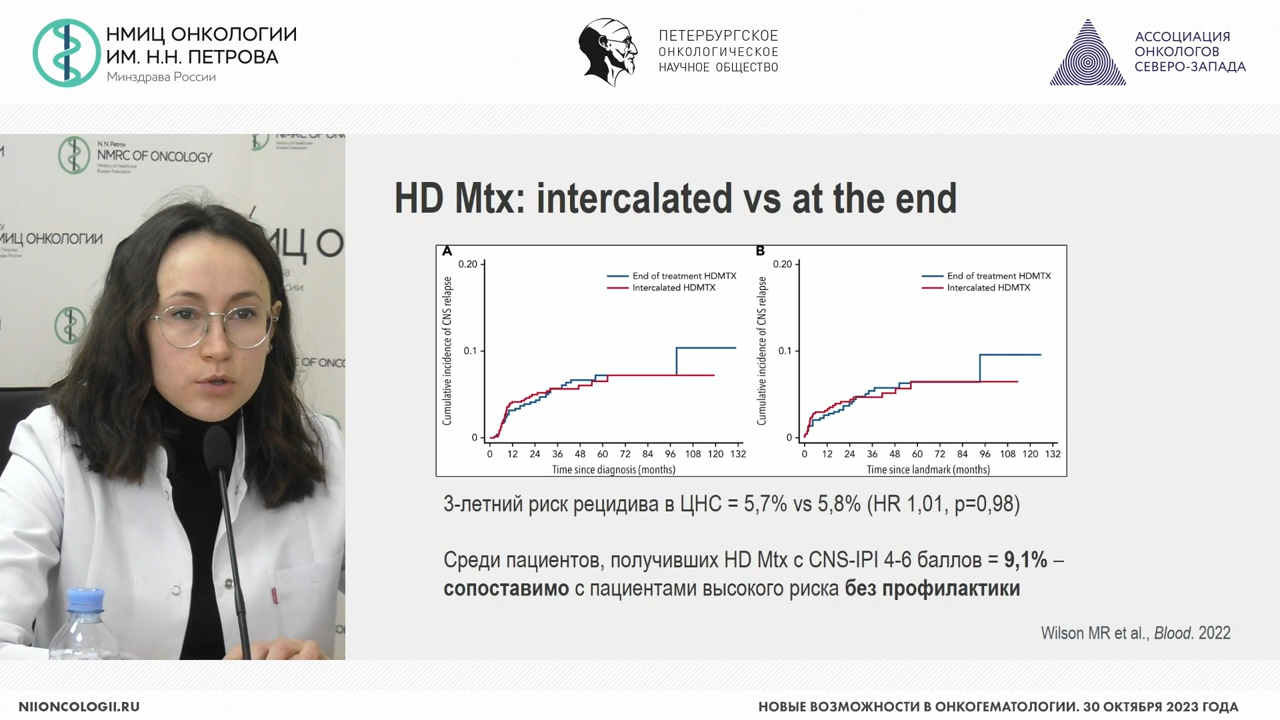 НМИЦ ОНКОЛОГИИ
ИМ. Н.Н. ПЕТРОВА
Минздрава России
ПЕТЕРБУРГСКОЕ
ОНКОЛОГИЧЕСКОЕ
НАУЧНОЕ ОБЩЕСТВО
АССОЦИАЦИЯ
ОНКОЛОГОВ
СЕВЕРО-ЗАПАДА
N.N. Petrov
NMRC OF ONCOLOGY
Ministry of Healthcare
Russian Federation
HD Mtx: intercalated vs at the end
A
Cumulative incidence of CNS relapse
0.20
0.1
0
End of treatment HDMTX
Intercalated HDMTX
0 12 24 36 48 60 72 84 96 108 120 132
Time since diagnosis (months)
B
Cumulative incidence of CNS relapse
0.20
0.1
0
End of treatment HDMTX
Intercalated HDMTX
0 12 24 36 48 60 72 84 96 108 120 132
Time since landmark (months)
3-летний риск рецидива в ЦНС = 5,7% vs 5,8% (HR 1,01, p=0,98)
Среди пациентов, получивших HD Mtx с CNS-IPI 4-6 баллов = 9,1% –
сопоставимо с пациентами высокого риска без профилактики
Wilson MR et al., Blood. 2022
NIIONCOLOGII.RU
НОВЫЕ ВОЗМОЖНОСТИ В ОНКОГЕМАТОЛОГИИ. 30 ОКТЯБРЯ 2023 ГОДА